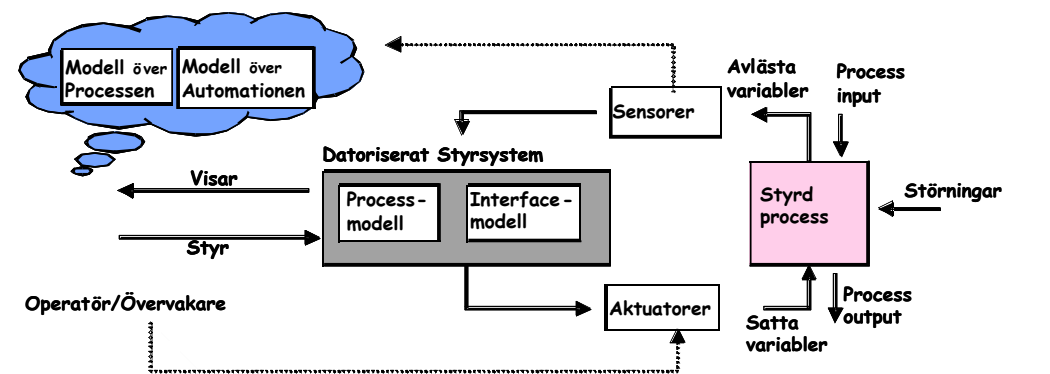 Modell över
Processen
Modell över
Automationen
Sensorer
Avlästa
variabler
Process
input
Datoriserat Styrsystem
Visar
Process-
modell
Interface-
modell
Styrd
process
Störningar
Styr
Operatör/Övervakare
Aktuatorer
Satta
variabler
Process
output